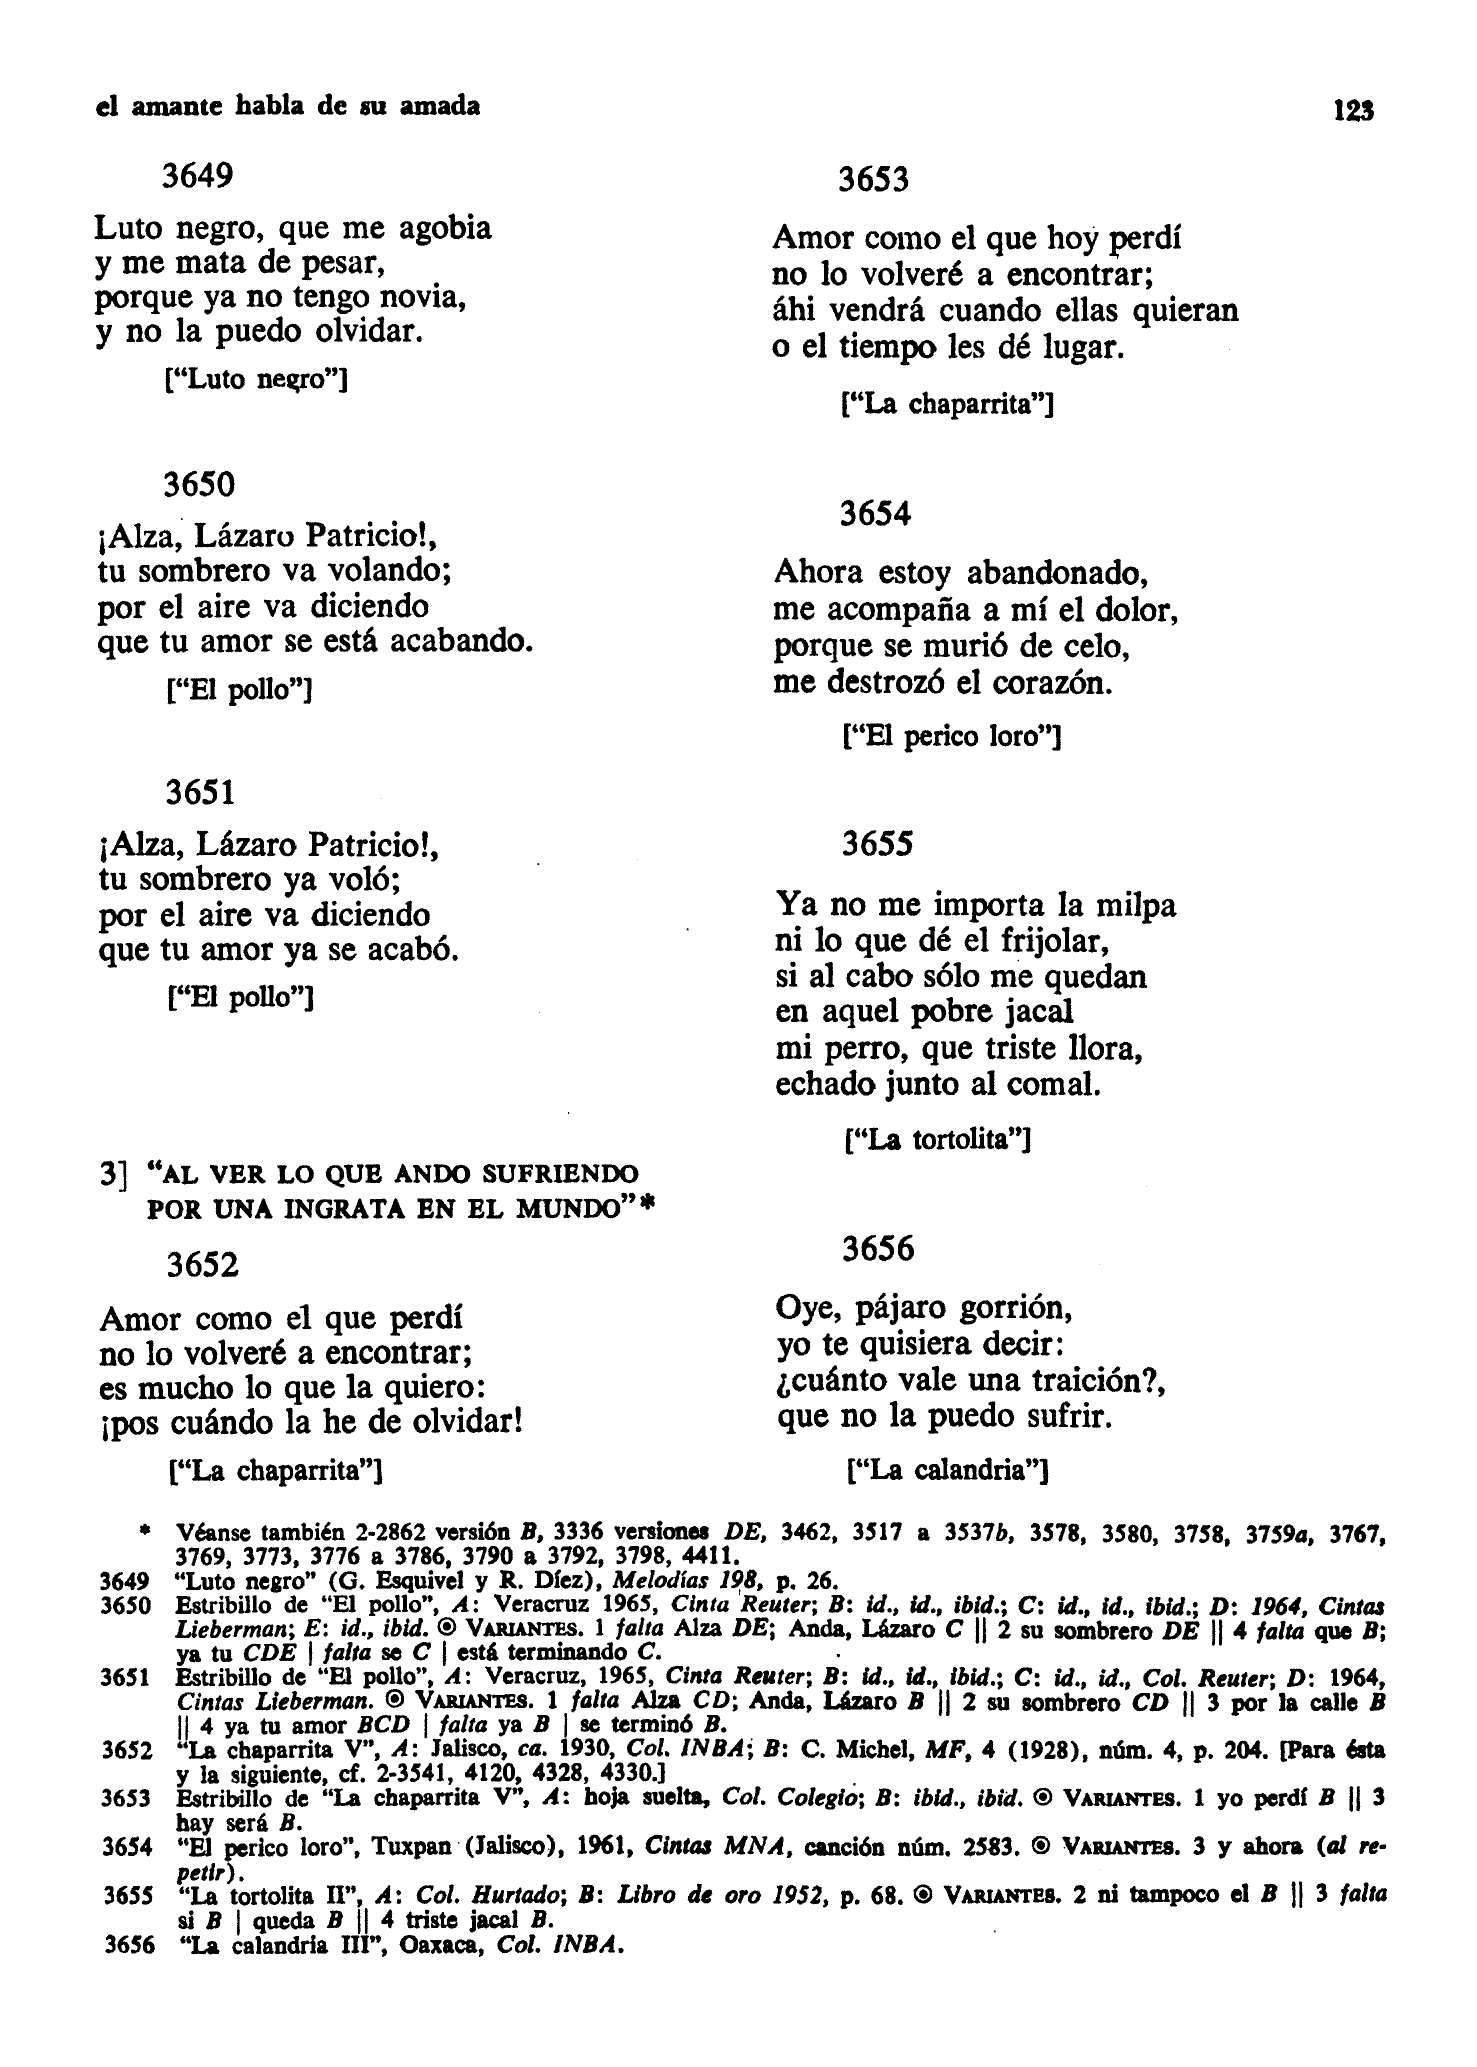 el amante habla de su amada
123
3649
Luto negro, que me agobia
y me mata de pesar,
porque ya no tengo novia,
y no la puedo olvidar.
[“Luto negro”]
3650
¡Alza, Lázaro Patricio!,
tu sombrero va volando;
por el aire va diciendo
que tu amor se está acabando.
[“El pollo”]
3651
¡Alza, Lázaro Patricio!,
tu sombrero ya voló;
por el aire va diciendo
que tu amor ya se acabó.
[“El pollo”]
3] “AL VER LO QUE ANDO SUFRIENDO
POR UNA INGRATA EN EL MUNDO”*
3652
Amor como el que perdí
no lo volveré a encontrar;
es mucho lo que la quiero:
¡pos cuándo la he de olvidar!
[“La chaparrita”]
3653
Amor como el que hoy perdí
no lo volveré a encontrar;
áhi vendrá cuando ellas quieran
o el tiempo les dé lugar.
[“La chaparrita”]
3654
Ahora estoy abandonado,
me acompaña a mí el dolor,
porque se murió de celo,
me destrozó el corazón.
[“El perico loro”]
3655
Ya no me importa la milpa
ni lo que dé el frijolar,
si al cabo sólo me quedan
en aquel pobre jacal
mi perro, que triste llora,
echado junto al comal.
[“La tortolita”]
3656
Oye, pájaro gorrión,
yo te quisiera decir:
¿cuánto vale una traición?,
que no la puedo sufrir.
[“La calandria”]
* Véanse también 2-2862 versión B, 3336 versiones DE, 3462, 3517 a 3537b, 3578, 3580, 3758, 3759a, 3767,
3769, 3773, 3776 a 3786, 3790 a 3792, 3798, 4411.
3649 “Luto negro” (G. Esquivel y R. Díez), Melodías 198, p. 26.
3650 Estribillo de “El pollo”, A: Veracruz 1965, Cinta Reuter; B: id., id., ibid.; C: id., id., ibid.; D: 1964, Cintas
Lieberman; E: id., ibid. ⊙ VARIANTES. 1 falta Alza DE; Anda, Lázaro C || 2 su sombrero DE || 4 falta que B;
ya tu CDE | falta se C | está terminando C.
3651 Estribillo de “El pollo”, A: Veracruz, 1965, Cinta Reuter; B: id., id., ibid.; C: id., id., Col. Reuter; D: 1964,
Cintas Lieberman. ⊙ VARIANTES. 1 falta Alza CD; Anda, Lázaro B || 2 su sombrero CD || 3 por la calle B
|| 4 ya tu amor BCD | falta ya B | se terminó B.
3652 “La chaparrita V”, A: Jalisco, ca. 1930, Col. INBA; B: C. Michel, MF, 4 (1928), núm. 4, p. 204. [Para ésta
y la siguiente, cf. 2-3541, 4120, 4328, 4330.]
3653 Estribillo de “La chaparrita V”, A: hoja suelta, Col. Colegio; B: ibid., ibid. ⊙ VARIANTES. 1 yo perdí B || 3
hay será B.
3654 “El perico loro”, Tuxpan (Jalisco), 1961, Cintas MNA, canción núm. 2583. ⊙ VARIANTES. 3 y ahora (al re-
petir).
3655 “La tortolita II”, A: Col. Hurtado; B: Libro de oro 1952, p. 68. ⊙ VARIANTES. 2 ni tampoco el B || 3 falta
si B | queda B || 4 triste jacal B.
3656 “La calandria III”, Oaxaca, Col. INBA.